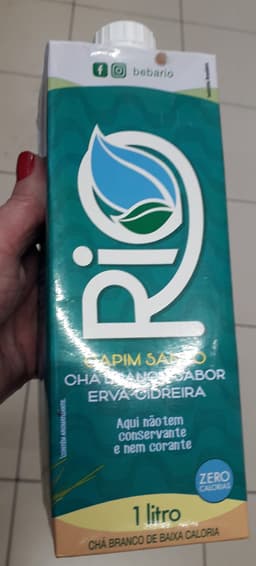 bebario
Rio
CAPIM SANTO
CHÁ BRANCO SABOR
ERVA-CIDREIRA
Aqui não tem
conservante
e nem corante
ZERO
CALORIAS
1 litro
CHÁ BRANCO DE BAIXA CALORIA